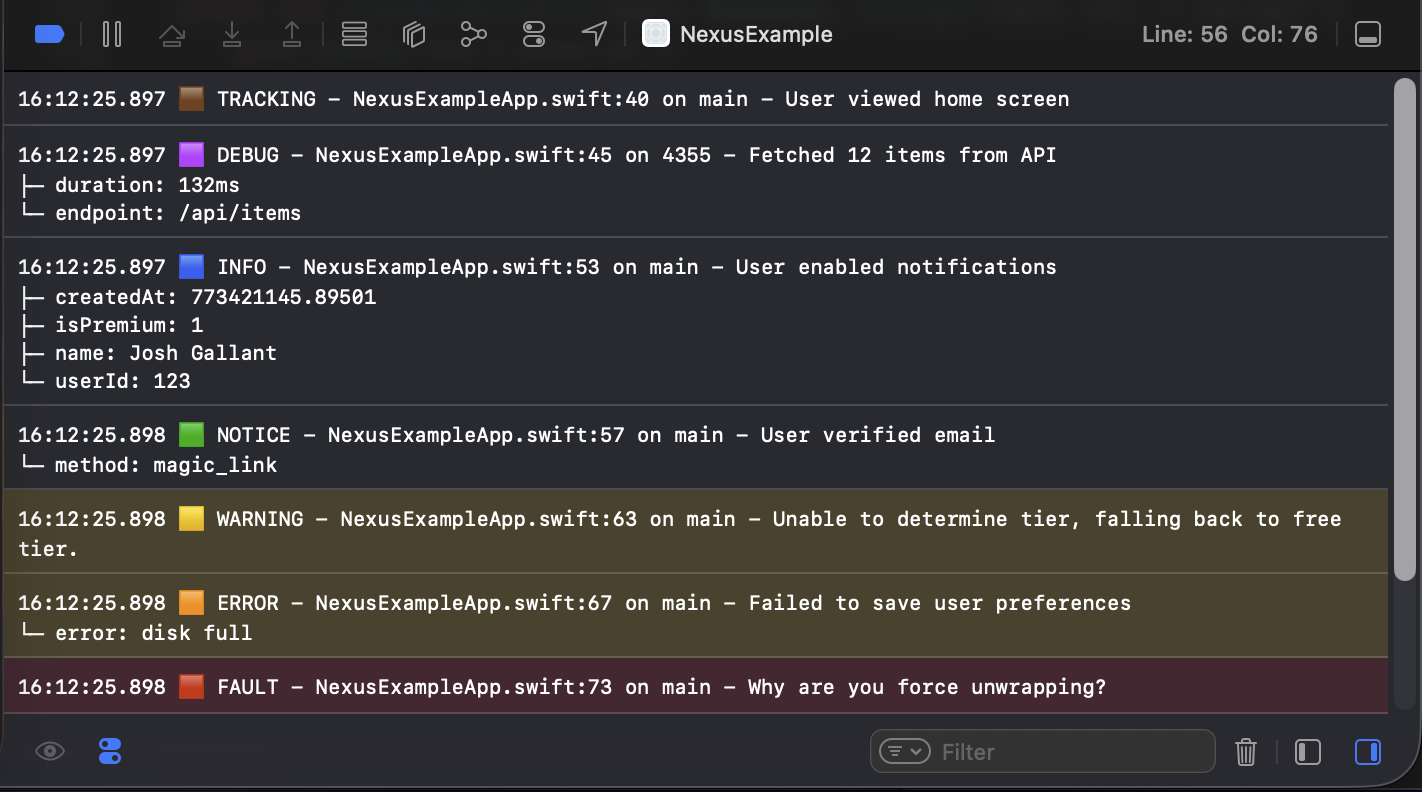 NexusExample
Line: 56 Col: 76
16:12:25.897 🟫 TRACKING – NexusExampleApp.swift:40 on main – User viewed home screen
16:12:25.897 🟪 DEBUG – NexusExampleApp.swift:45 on 4355 – Fetched 12 items from API
├─ duration: 132ms
└─ endpoint: /api/items
16:12:25.897 🟦 INFO – NexusExampleApp.swift:53 on main – User enabled notifications
├─ createdAt: 773421145.89501
├─ isPremium: 1
├─ name: Josh Gallant
└─ userId: 123
16:12:25.898 🟩 NOTICE – NexusExampleApp.swift:57 on main – User verified email
└─ method: magic_link
16:12:25.898 🟨 WARNING – NexusExampleApp.swift:63 on main – Unable to determine tier, falling back to free
tier.
16:12:25.898 🟧 ERROR – NexusExampleApp.swift:67 on main – Failed to save user preferences
└─ error: disk full
16:12:25.898 🟥 FAULT – NexusExampleApp.swift:73 on main – Why are you force unwrapping?
Filter